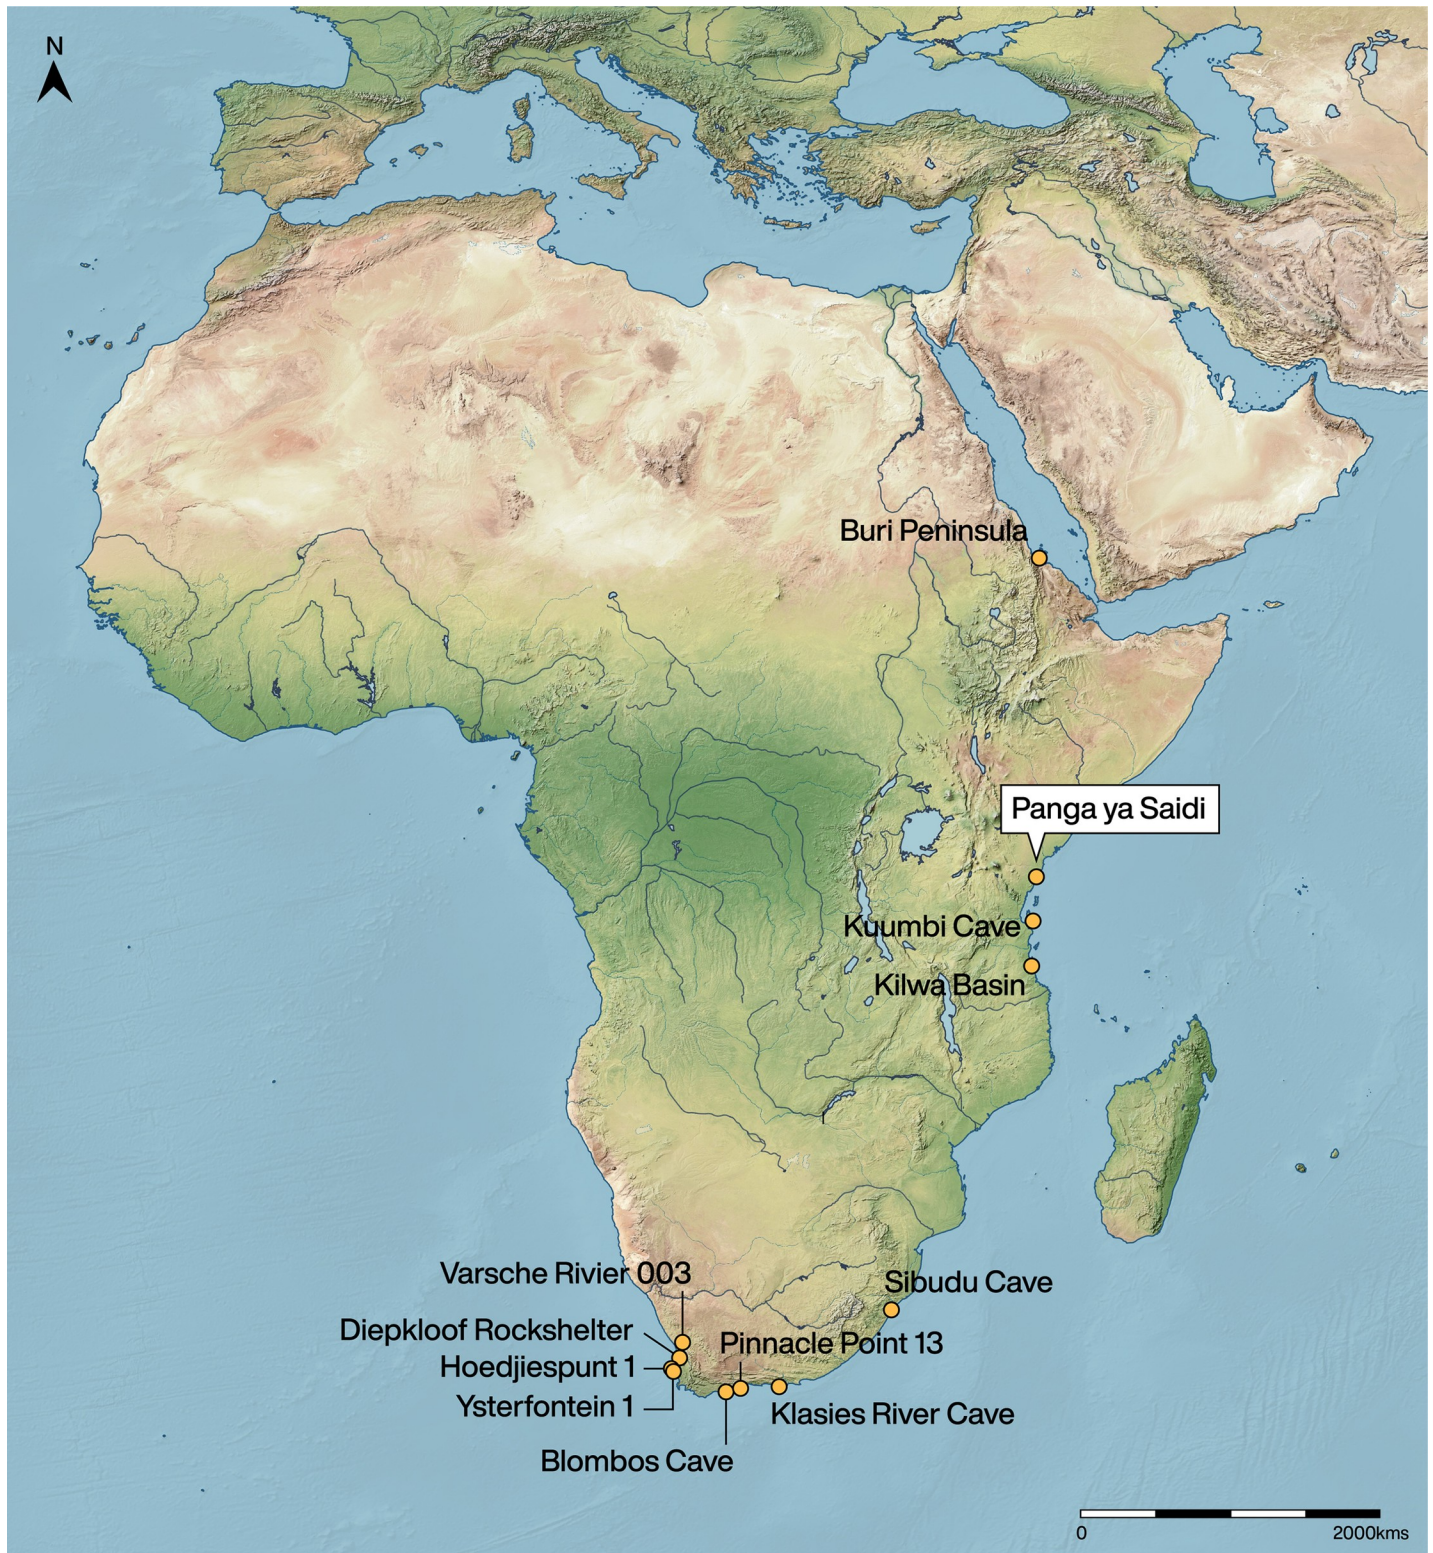 N
Buri Peninsula
Panga ya Saidi
Kuumbi Cave
Kilwa Basin
Varsche Rivier 003
Sibudu Cave
Diepkloof Rockshelter
Pinnacle Point 13
Hoedjiespunt 1
Ysterfontein 1
Klasies River Cave
Blombos Cave
0
2000kms